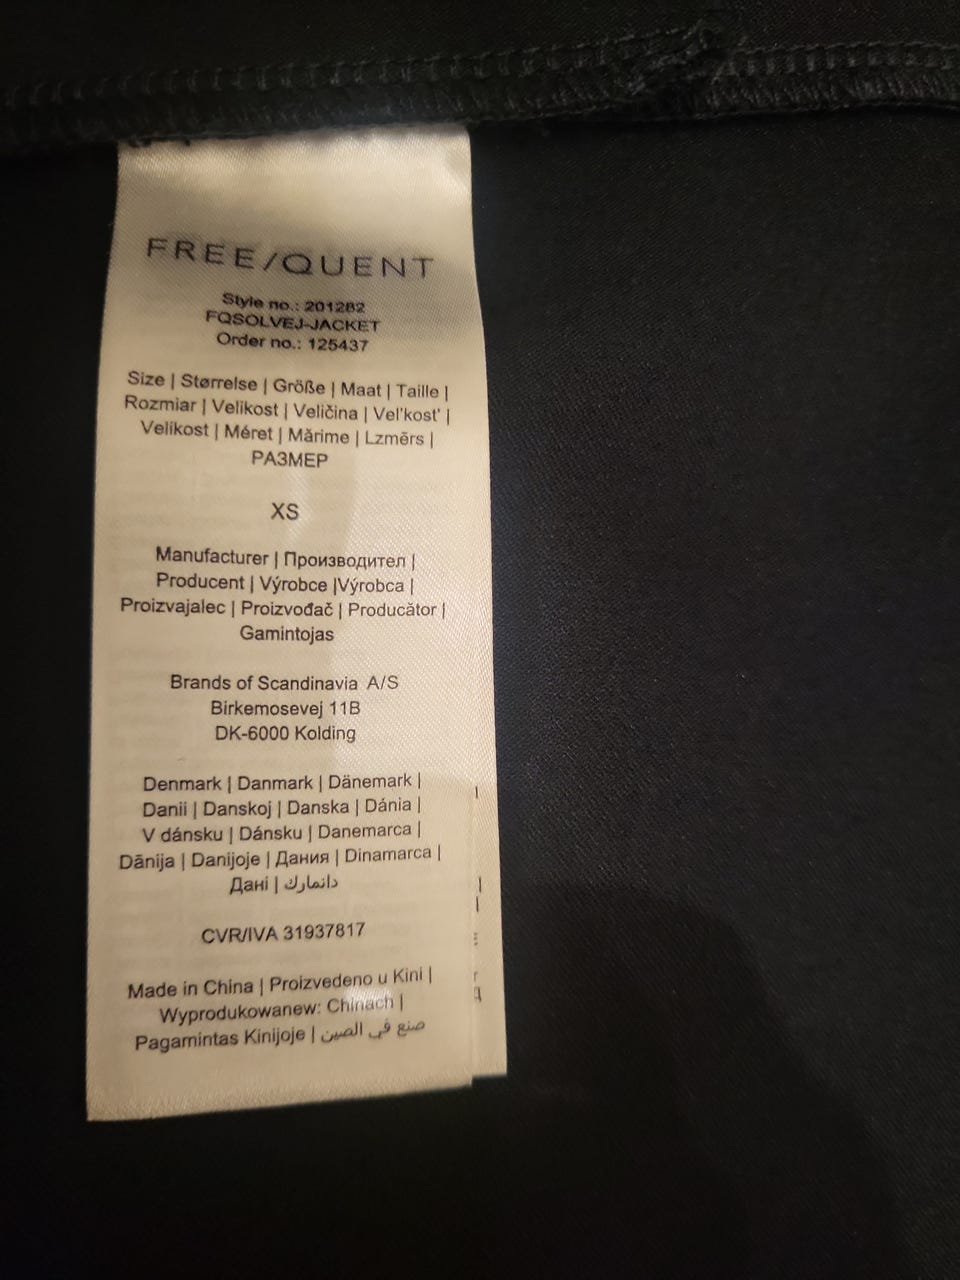 FREE/QUENT
Style no.: 201282
FQSOLVEJ-JACKET
Order no.: 125437
Size | Størrelse | Größe | Maat | Taille |
Rozmiar | Velikost | Veličina | Vel'kost' |
Velikost | Méret | Mărime | Lzmērs |
РАЗМЕР
XS
Manufacturer | Производител |
Producent | Výrobce |Výrobca |
Proizvajalec | Proizvođač | Producător |
Gamintojas
Brands of Scandinavia A/S
Birkemosevej 11B
DK-6000 Kolding
Denmark | Danmark | Dänemark |
Danii | Danskoj | Danska | Dánia |
V dánsku | Dánsku | Danemarca |
Dānija | Danijoje | Дания | Dinamarca |
Дані | دانمارك
CVR/IVA 31937817
Made in China | Proizvedeno u Kini |
Wyprodukowanew: Chinach |
Pagamintas Kinijoje | صنع في الصين